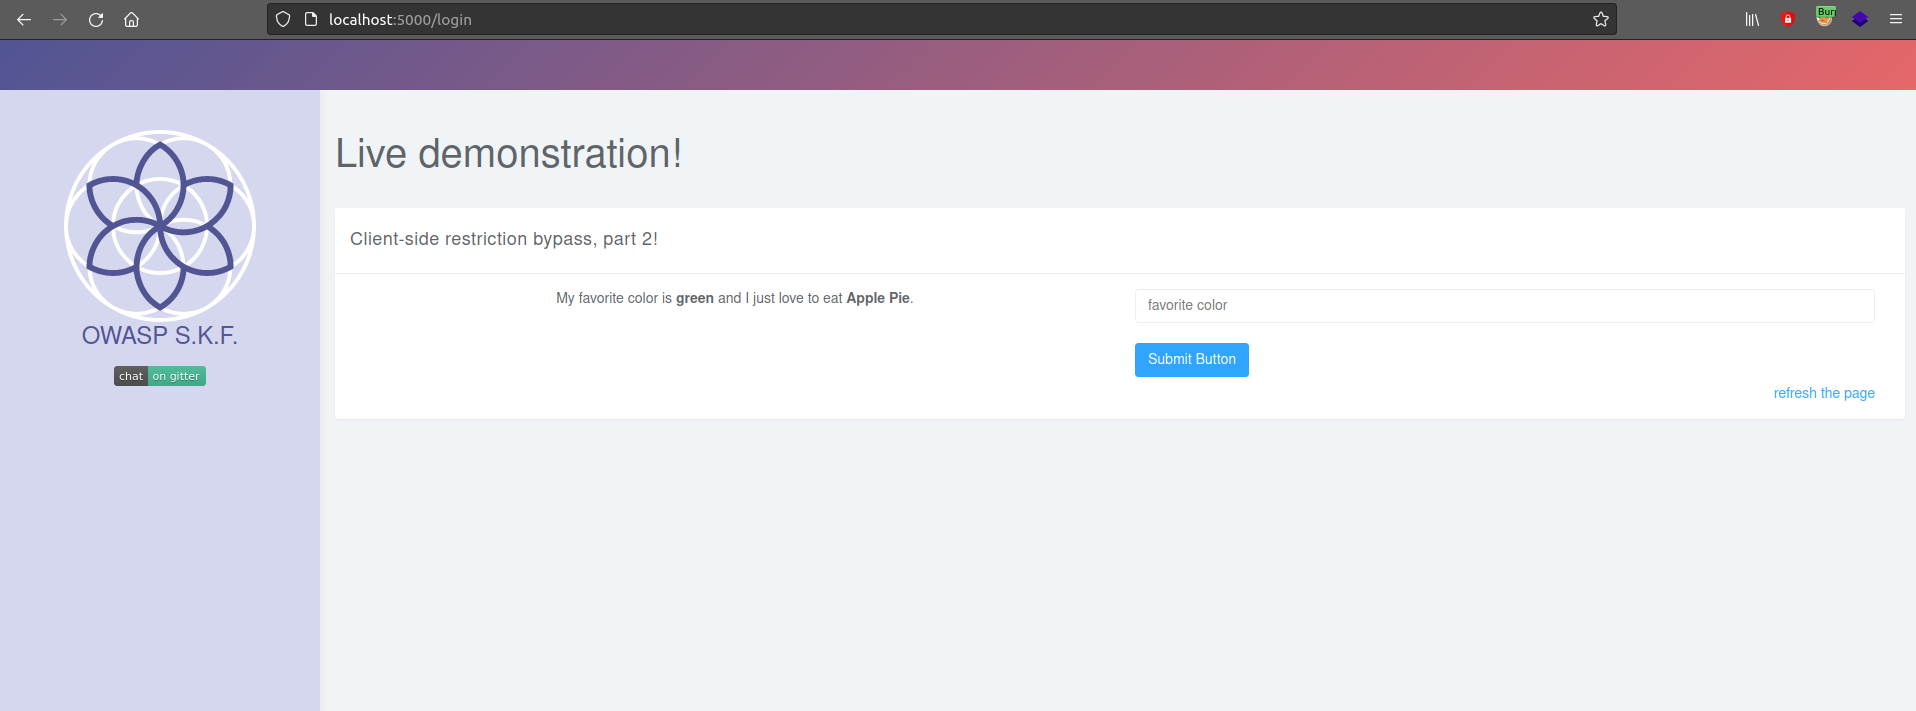 localhost:5000/login
Burp
Live demonstration!
Client-side restriction bypass, part 2!
My favorite color is green and I just love to eat Apple Pie.
favorite color
Submit Button
refresh the page
OWASP S.K.F.
chat on gitter